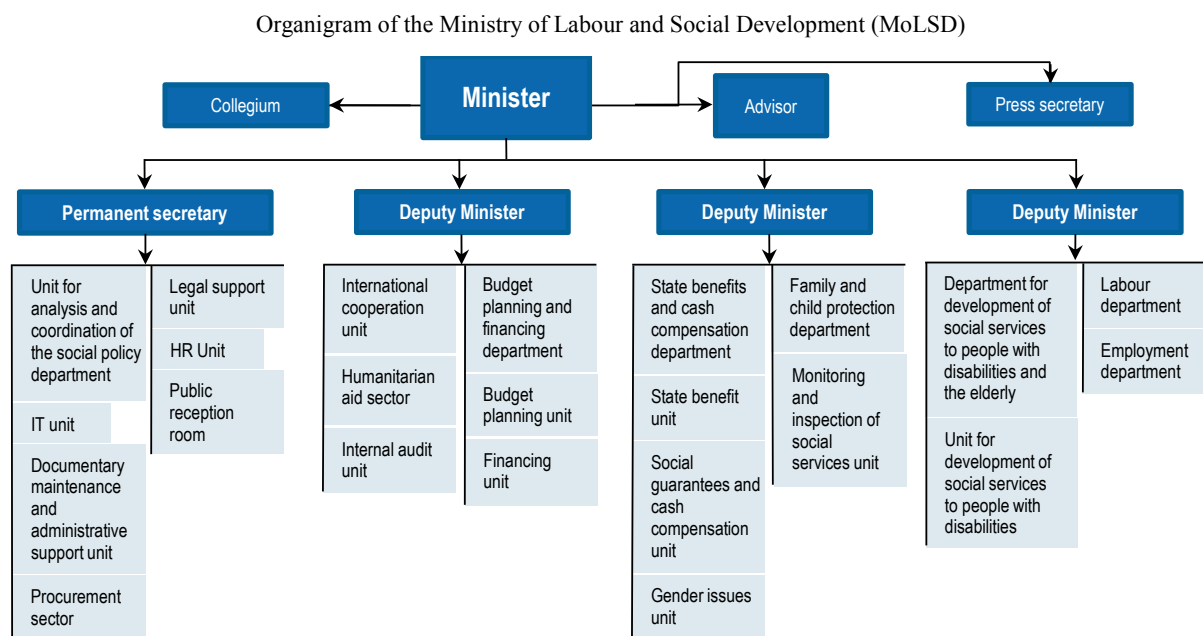 Organigram of the Ministry of Labour and Social Development (MoLSD)
Collegium
Minister
Advisor
Press secretary
Permanent secretary
Deputy Minister
Deputy Minister
Deputy Minister
Unit for
analysis and
coordination of
the social policy
department
IT unit
Documentary
maintenance
and
administrative
support unit
Procurement
sector
Legal support
unit
HR Unit
Public
reception
room
International
cooperation
unit
Humanitarian
aid sector
Internal audit
unit
Budget
planning and
financing
department
Budget
planning unit
Financing
unit
State benefits
and cash
compensation
department
State benefit
unit
Social
guarantees and
cash
compensation
unit
Gender issues
unit
Family and
child protection
department
Monitoring
and
inspection of
social
services unit
Department for
development of
social services
to people with
disabilities and
the elderly
Unit for
development of
social services
to people with
disabilities
Labour
department
Employment
department